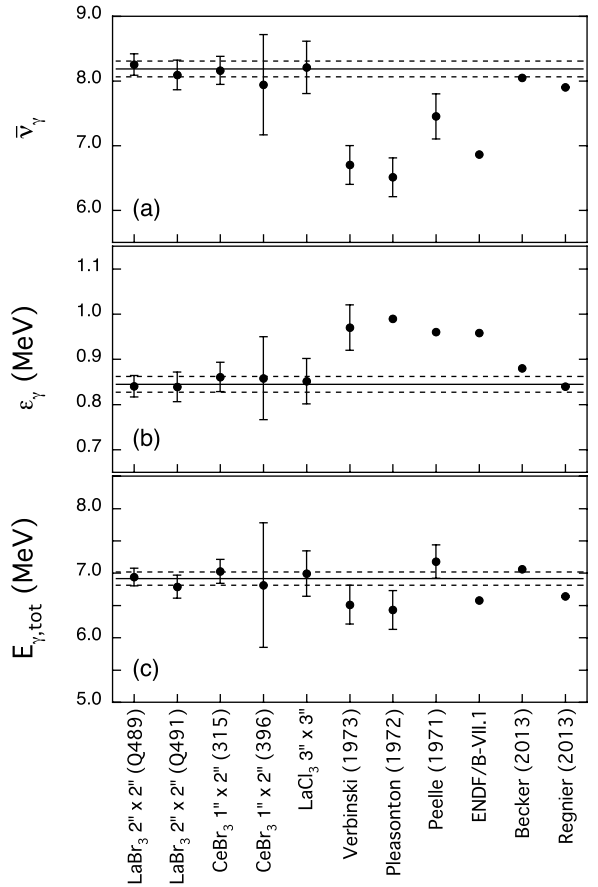 9.0
8.0
7.0
6.0
ν̄γ
(a)
1.1
1.0
0.9
0.8
0.7
εγ (MeV)
(b)
8.0
7.0
6.0
5.0
Eγ,tot (MeV)
(c)
LaBr3 2" x 2" (Q489)
LaBr3 2" x 2" (Q491)
CeBr3 1" x 2" (315)
CeBr3 1" x 2" (396)
LaCl3 3" x 3"
Verbinski (1973)
Pleasonton (1972)
Peelle (1971)
ENDF/B-VII.1
Becker (2013)
Regnier (2013)